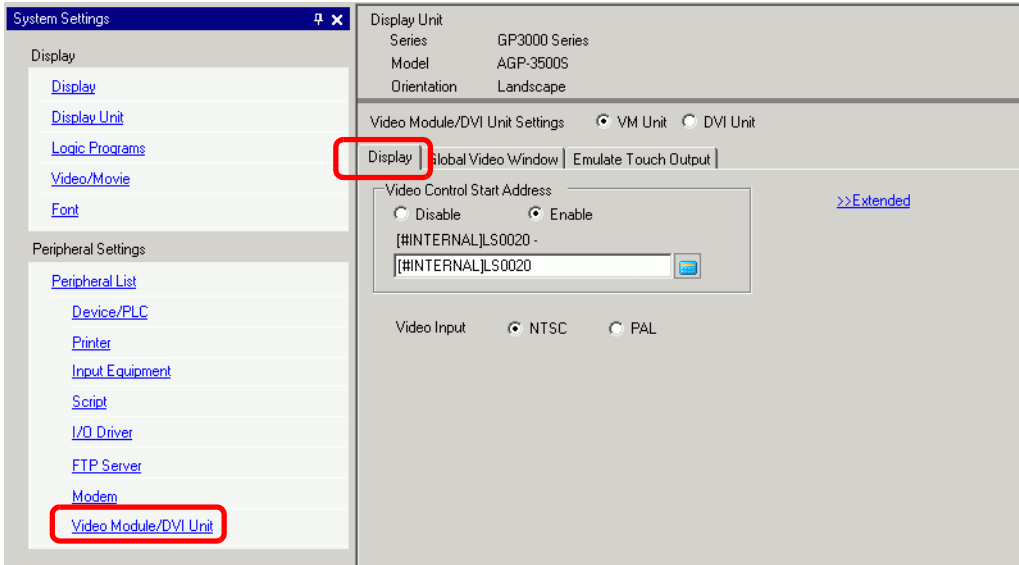 System Settings
Display
Display
Display Unit
Logic Programs
Video/Movie
Font
Peripheral Settings
Peripheral List
Device/PLC
Printer
Input Equipment
Script
I/O Driver
FTP Server
Modem
Video Module/DVI Unit
Display Unit
Series GP3000 Series
Model AGP-3500S
Orientation Landscape
Video Module/DVI Unit Settings VM Unit DVI Unit
Display Global Video Window Emulate Touch Output
Video Control Start Address
Disable Enable
[#INTERNAL]LS0020 -
[#INTERNAL]LS0020
>>Extended
Video Input NTSC PAL